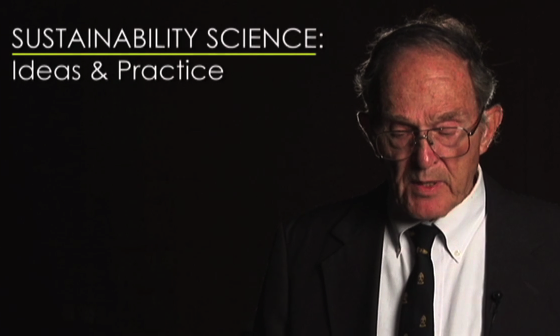 SUSTAINABILITY SCIENCE:
Ideas & Practice